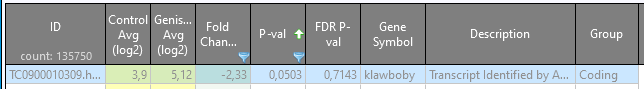 ID
count: 135750
Control
Avg
(log2)
Genis...
Avg
(log2)
Fold
Chan...
P-val
FDR P-
val
Gene
Symbol
Description
Group
TC0900010309.h... 3,9 5,12 -2,33 0,0503 0,7143 klawboby Transcript Identified by A... Coding